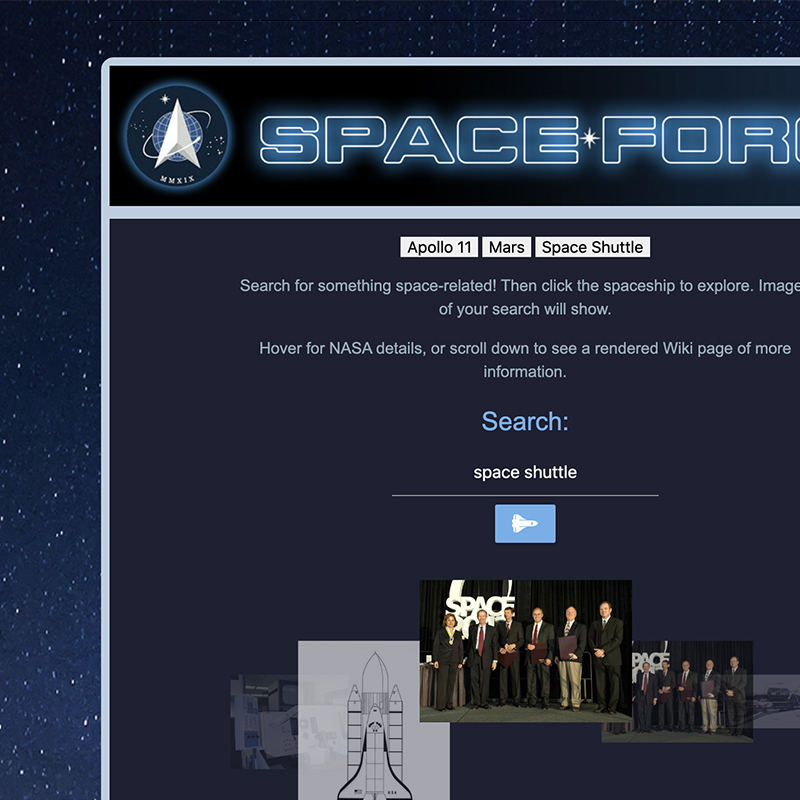 MMXIX
SPACE FORC
Apollo 11 Mars Space Shuttle
Search for something space-related! Then click the spaceship to explore. Image
of your search will show.
Hover for NASA details, or scroll down to see a rendered Wiki page of more
information.
Search:
space shuttle
SPACE
SPACE